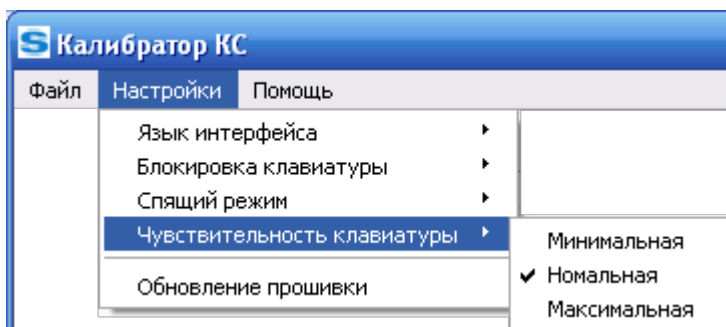 S Калибратор КС
Файл Настройки Помощь
Язык интерфейса
Блокировка клавиатуры
Спящий режим
Чувствительность клавиатуры
Минимальная
Номальная
Максимальная
Обновление прошивки